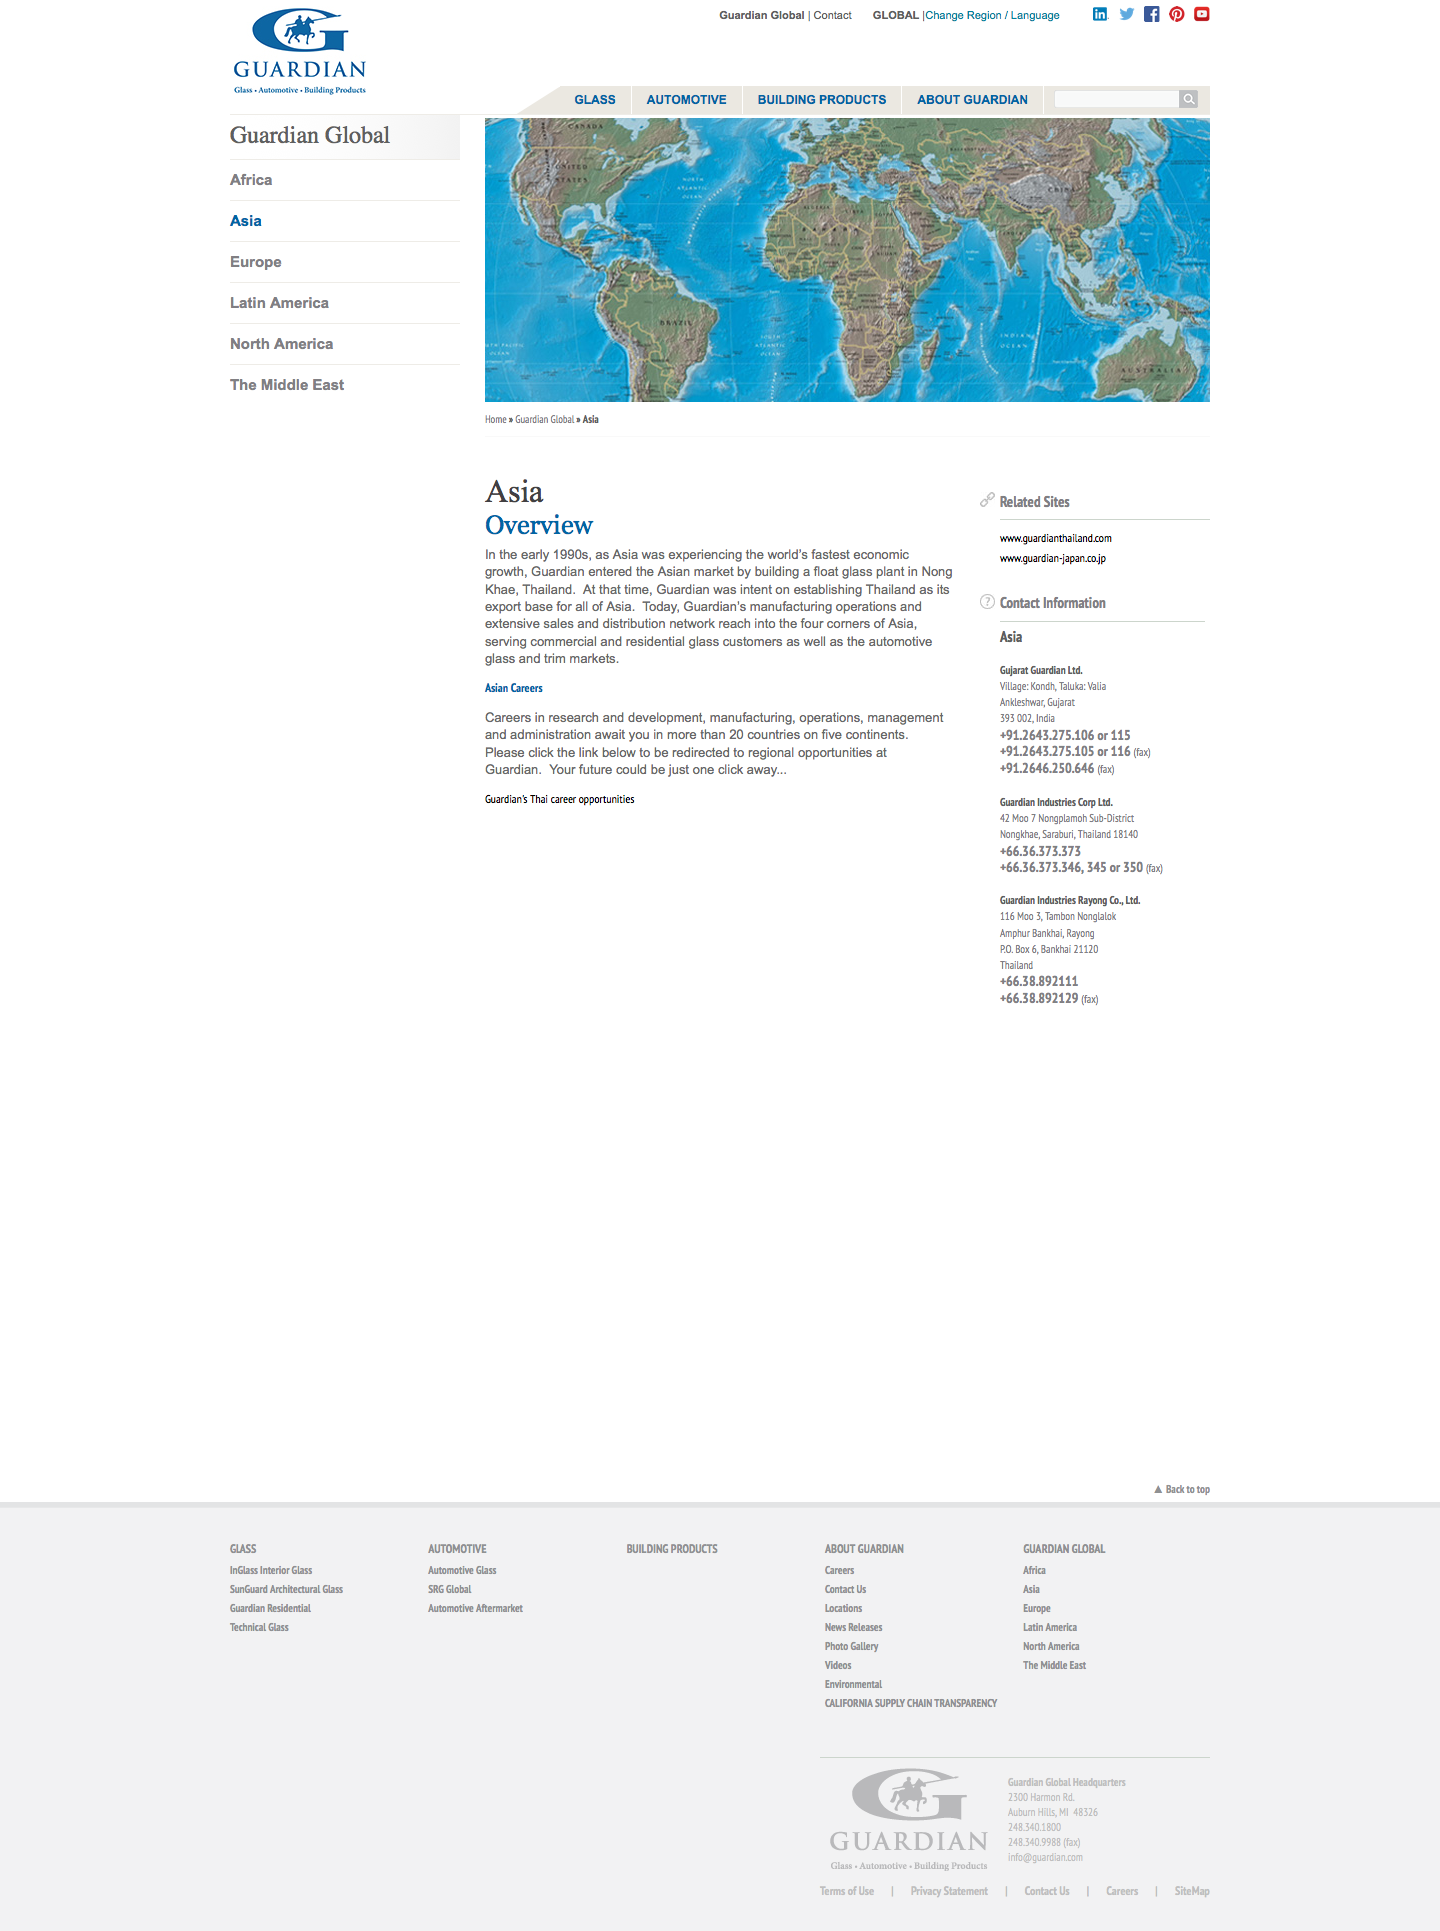 Guardian Global | Contact GLOBAL |Change Region / Language
GUARDIAN
Glass • Automotive • Building Products
GLASS AUTOMOTIVE BUILDING PRODUCTS ABOUT GUARDIAN
Guardian Global
Africa
Asia
Europe
Latin America
North America
The Middle East
CANADA
UNITED
STATES
NORTH
ATLANTIC
OCEAN
ALGERIA
LIBYA
SAHARA
CHINA
BRAZIL
SOUTH
ATLANTIC
OCEAN
INDIAN
OCEAN
AUSTRALIA
Home » Guardian Global » Asia
Asia
Overview
In the early 1990s, as Asia was experiencing the world's fastest economic
growth, Guardian entered the Asian market by building a float glass plant in Nong
Khae, Thailand.  At that time, Guardian was intent on establishing Thailand as its
export base for all of Asia.  Today, Guardian's manufacturing operations and
extensive sales and distribution network reach into the four corners of Asia,
serving commercial and residential glass customers as well as the automotive
glass and trim markets.
Asian Careers
Careers in research and development, manufacturing, operations, management
and administration await you in more than 20 countries on five continents.
Please click the link below to be redirected to regional opportunities at
Guardian.  Your future could be just one click away...
Guardian's Thai career opportunities
Related Sites
www.guardianthailand.com
www.guardian-japan.co.jp
Contact Information
Asia
Gujarat Guardian Ltd.
Village: Kondh, Taluka: Valia
Ankleshwar, Gujarat
393 002, India
+91.2643.275.106 or 115
+91.2643.275.105 or 116 (fax)
+91.2646.250.646 (fax)
Guardian Industries Corp Ltd.
42 Moo 7 Nongplamoh Sub-District
Nongkhae, Saraburi, Thailand 18140
+66.36.373.373
+66.36.373.346, 345 or 350 (fax)
Guardian Industries Rayong Co., Ltd.
116 Moo 3, Tambon Nonglalok
Amphur Bankhai, Rayong
P.O. Box 6, Bankhai 21120
Thailand
+66.38.892111
+66.38.892129 (fax)
▲ Back to top
GLASS
InGlass Interior Glass
SunGuard Architectural Glass
Guardian Residential
Technical Glass
AUTOMOTIVE
Automotive Glass
SRG Global
Automotive Aftermarket
BUILDING PRODUCTS
ABOUT GUARDIAN
Careers
Contact Us
Locations
News Releases
Photo Gallery
Videos
Environmental
CALIFORNIA SUPPLY CHAIN TRANSPARENCY
GUARDIAN GLOBAL
Africa
Asia
Europe
Latin America
North America
The Middle East
GUARDIAN
Glass • Automotive • Building Products
Guardian Global Headquarters
2300 Harmon Rd.
Auburn Hills, MI  48326
248.340.1800
248.340.9988 (fax)
info@guardian.com
Terms of Use | Privacy Statement | Contact Us | Careers | SiteMap